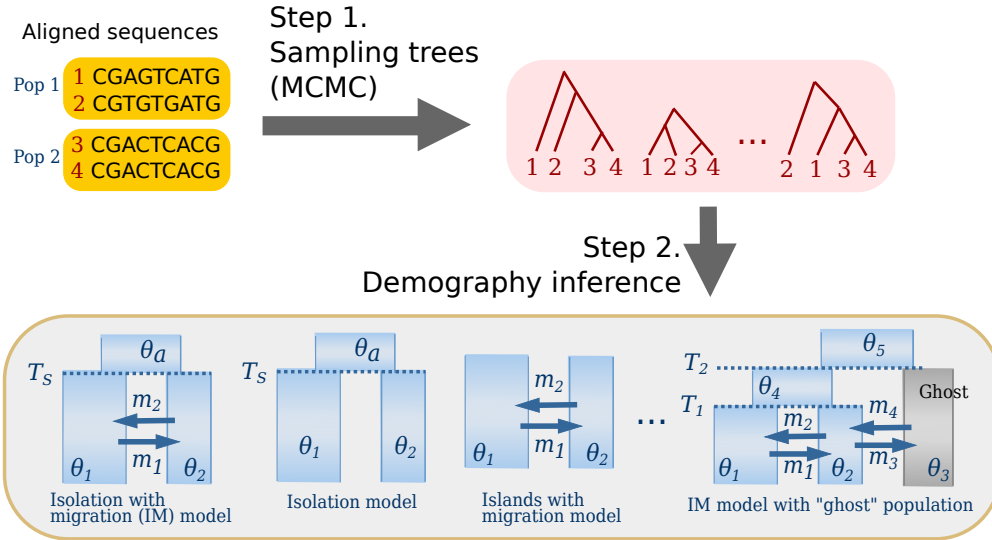 Aligned sequences
Pop 1
1 CGAGTCATG
2 CGTGTGATG
Pop 2
3 CGACTCACG
4 CGACTCACG
Step 1.
Sampling trees
(MCMC)
1 2 3 4
1 2 3 4
...
2 1 3 4
Step 2.
Demography inference
θa
TS
m2
m1
θ1
θ2
Isolation with
migration (IM) model
θa
TS
θ1
θ2
Isolation model
m2
m1
θ1
θ2
Islands with
migration model
...
θ5
T2
θ4
Ghost
T1
m2
m4
m1
m3
θ1
θ2
θ3
IM model with "ghost" population